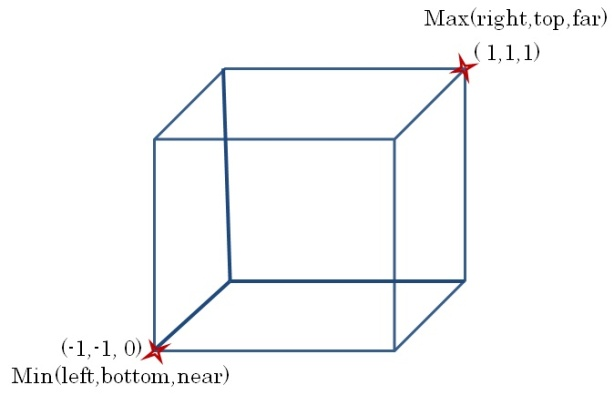 Max(right,top,far)
( 1,1,1)
(-1,-1, 0)
Min(left,bottom,near)